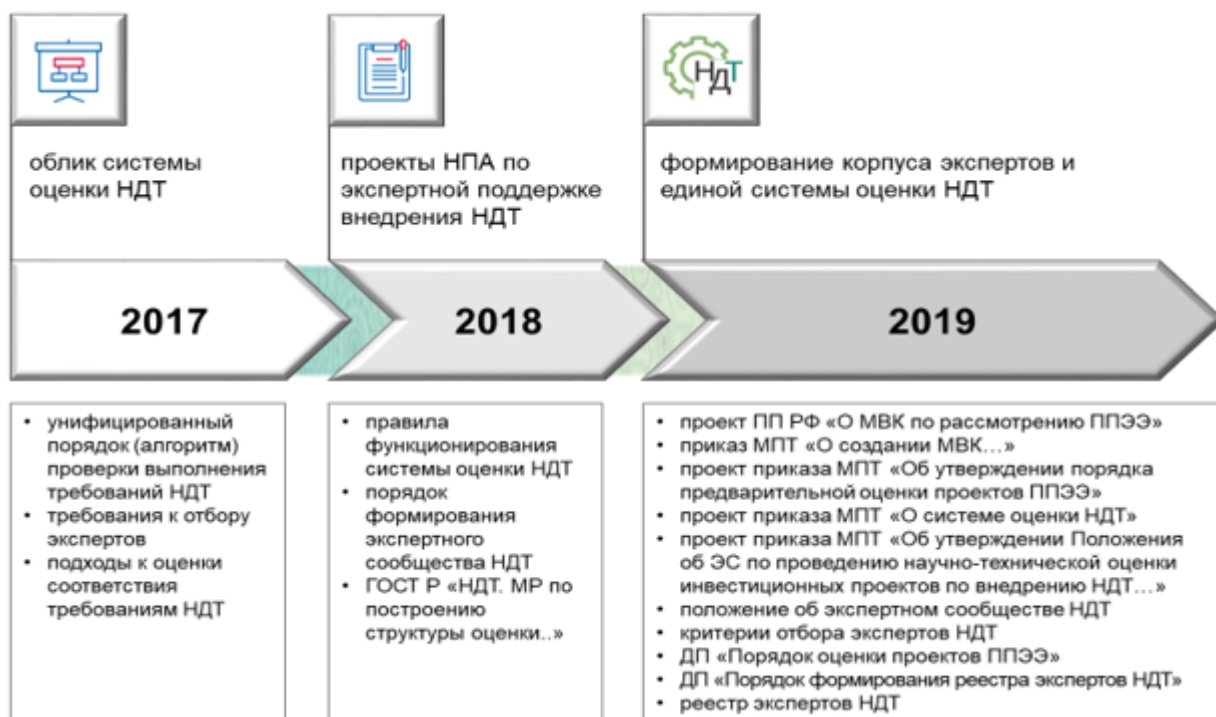 НДТ
облик системы
оценки НДТ
проекты НПА по
экспертной поддержке
внедрения НДТ
формирование корпуса экспертов и
единой системы оценки НДТ
2017
2018
2019
• унифицированный
порядок (алгоритм)
проверки выполнения
требований НДТ
• требования к отбору
экспертов
• подходы к оценки
соответствия
требованиям НДТ
• правила
функционирования
системы оценки НДТ
• порядок
формирования
экспертного
сообщества НДТ
• ГОСТ Р «НДТ. МР по
построению
структуры оценки..»
• проект ПП РФ «О МВК по рассмотрению ППЭЭ»
• приказ МПТ «О создании МВК…»
• проект приказа МПТ «Об утверждении порядка
предварительной оценки проектов ППЭЭ»
• проект приказа МПТ «О системе оценки НДТ»
• проект приказа МПТ «Об утверждении Положения
об ЭС по проведению научно-технической оценки
инвестиционных проектов по внедрению НДТ…»
• положение об экспертном сообществе НДТ
• критерии отбора экспертов НДТ
• ДП «Порядок оценки проектов ППЭЭ»
• ДП «Порядок формирования реестра экспертов НДТ»
• реестр экспертов НДТ